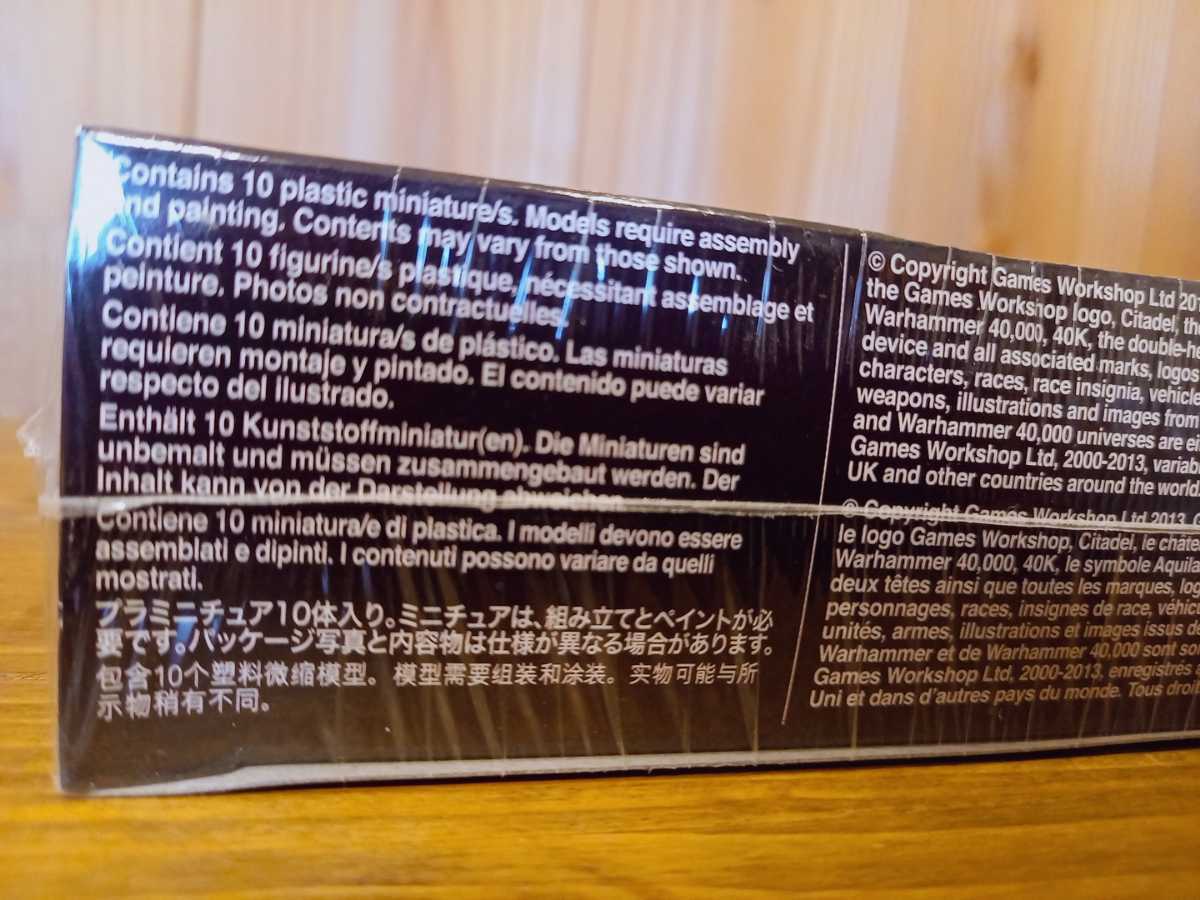 Contains 10 plastic miniature/s. Models require assembly
and painting. Contents may vary from those shown.
Contient 10 figurine/s plastique, nécessitant assemblage et
peinture. Photos non contractuelles.
Contiene 10 miniatura/s de plástico. Las miniaturas
requieren montaje y pintado. El contenido puede variar
respecto del ilustrado.
Enthält 10 Kunststoffminiatur(en). Die Miniaturen sind
unbemalt und müssen zusammengebaut werden. Der
Inhalt kann von der Darstellung abweichen.
Contiene 10 miniatura/e di plastica. I modelli devono essere
assemblati e dipinti. I contenuti possono variare da quelli
mostrati.
プラミニチュア10体入り。ミニチュアは、組み立てとペイントが必
要です。パッケージ写真と内容物は仕様が異なる場合があります。
包含10个塑料微缩模型。模型需要组装和涂装。实物可能与所
示物稍有不同。
© Copyright Games Workshop Ltd 20
the Games Workshop logo, Citadel, the
Warhammer 40,000, 40K, the double-he
device and all associated marks, logos
characters, races, race insignia, vehicle
weapons, illustrations and images from
and Warhammer 40,000 universes are ei
Games Workshop Ltd, 2000-2013, variab
UK and other countries around the world
© Copyright Games Workshop Ltd 2013.
le logo Games Workshop, Citadel, le châte
Warhammer 40,000, 40K, le symbole Aquila
deux têtes ainsi que toutes les marques, log
personnages, races, insignes de race, véhic
unités, armes, illustrations et images issus de
Warhammer et de Warhammer 40,000 sont so
Games Workshop Ltd, 2000-2013, enregistrés
Uni et dans d'autres pays du monde. Tous droit